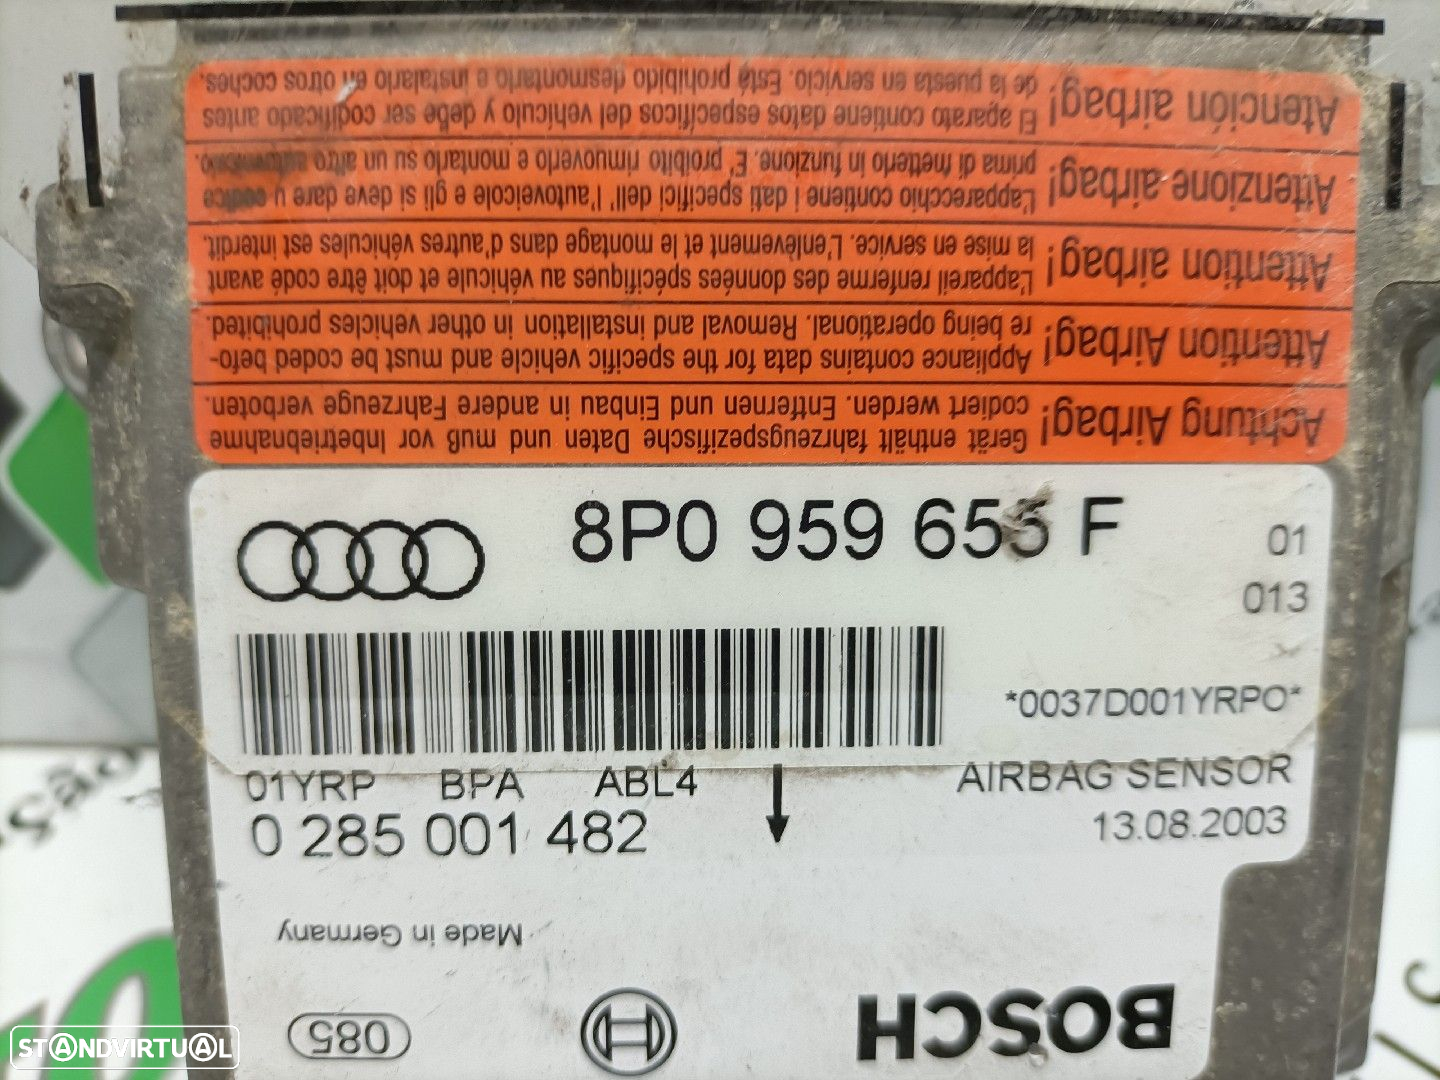 Achtung Airbag!
Gerät enthält fahrzeugspezifische Daten und muß vor Inbetriebnahme
codiert werden. Entfernen und Einbau in andere Fahrzeuge verboten.
Attention Airbag!
Appliance contains data for the specific vehicle and must be coded befo-
re being operational. Removal and installation in other vehicles prohibited.
Attention airbag!
L'appareil renferme des données spécifiques au véhicule et doit être codé avant
la mise en service. L'enlèvement et le montage dans d'autres véhicules est interdit.
Attenzione airbag!
L'apparecchio contiene i dati specifici dell' l'autoveicole e gli si deve dare u codice
prima di metterlo in funzione. E' proibito rimuoverlo e montarlo su un altro
Atención airbag!
El aparato contiene datos específicos del vehículo y debe ser codificado antes
de la puesta en servicio. Está prohibido desmontarlo e instalarlo en otros coches.
8P0 959 655 F
01
013
*0037D001YRPO*
01YRP BPA ABL4
AIRBAG SENSOR
0 285 001 482
13.08.2003
Made in Germany
085
BOSCH
STANDVIRTUAL